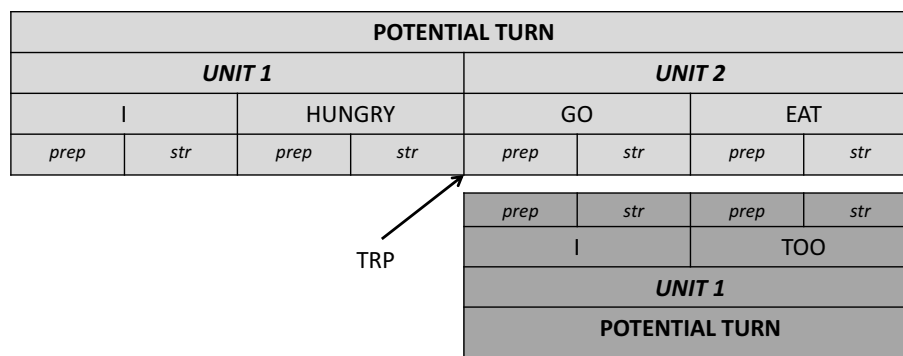 POTENTIAL TURN
UNIT 1 UNIT 2
I HUNGRY GO EAT
prep str prep str prep str prep str
prep str prep str
TRP
I TOO
UNIT 1
POTENTIAL TURN